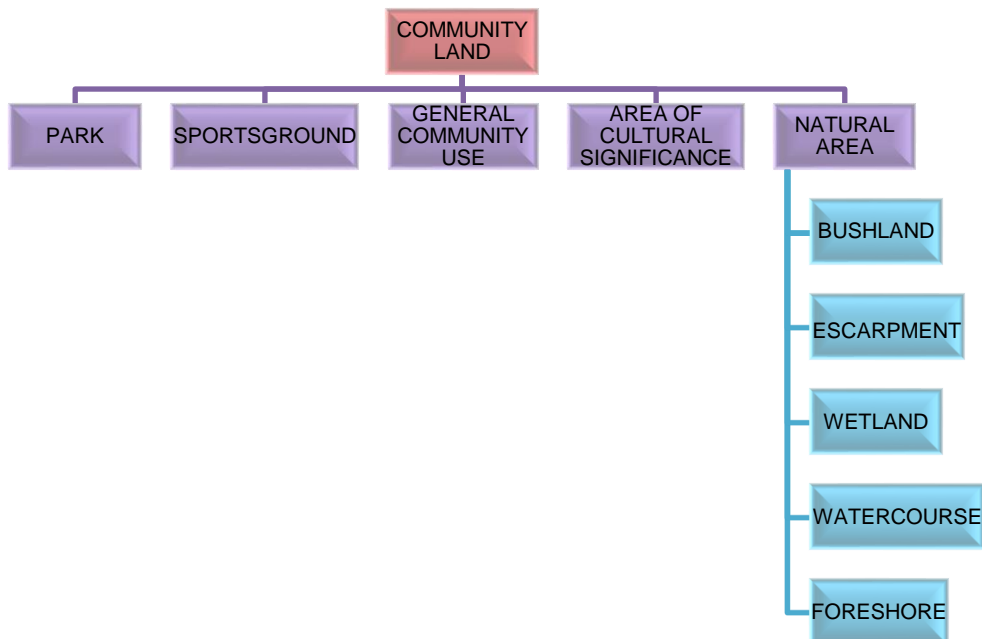 COMMUNITY
LAND
PARK
SPORTSGROUND
GENERAL
COMMUNITY
USE
AREA OF
CULTURAL
SIGNIFICANCE
NATURAL
AREA
BUSHLAND
ESCARPMENT
WETLAND
WATERCOURSE
FORESHORE